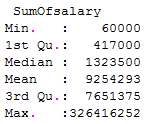 SumOfsalary
Min.   :    60000
1st Qu.:   417000
Median :  1323500
Mean   :  9254293
3rd Qu.:  7651375
Max.   :326416252